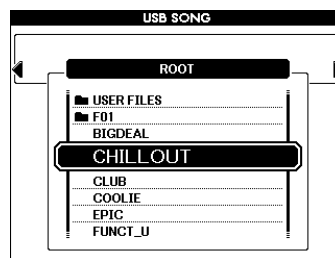 USB SONG
ROOT
USER FILES
F01
BIGDEAL
CHILLOUT
CLUB
COOLIE
EPIC
FUNCT_U